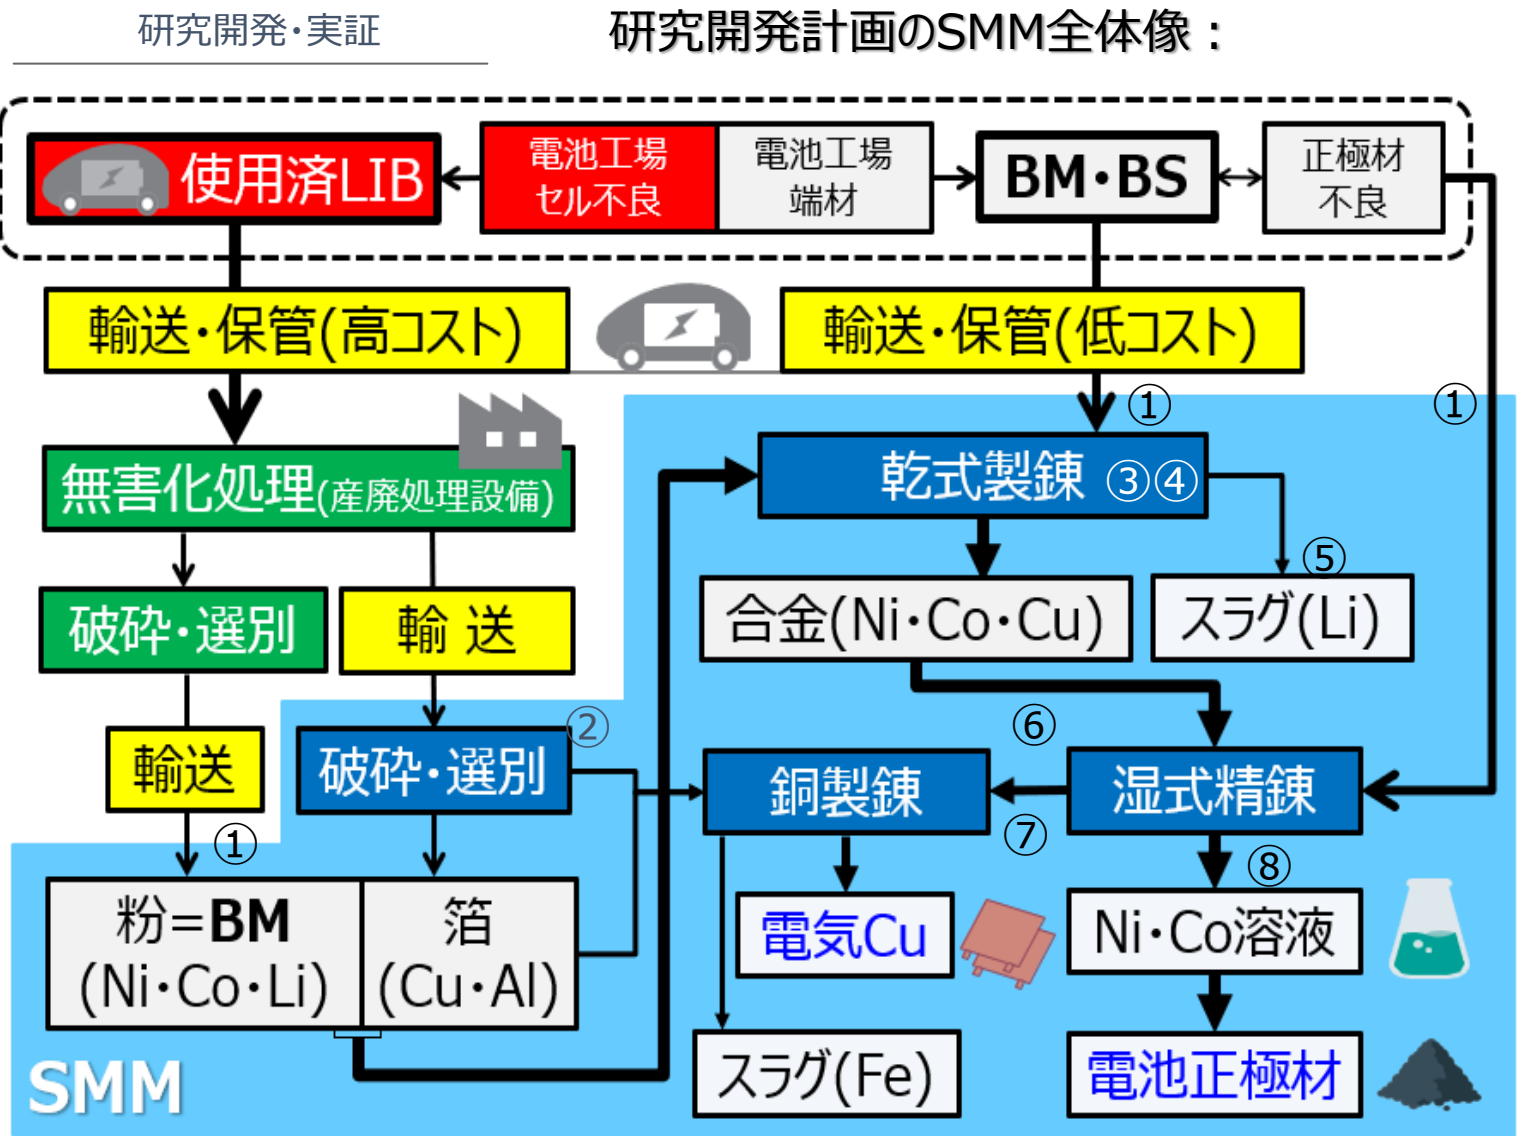 研究開発・実証
研究開発計画のSMM全体像：
使用済LIB
電池工場
セル不良
電池工場
端材
BM・BS
正極材
不良
輸送・保管(高コスト)
輸送・保管(低コスト)
①
①
無害化処理(産廃処理設備)
乾式製錬 ③④
⑤
破砕・選別
輸 送
合金(Ni・Co・Cu)
スラグ(Li)
②
⑥
輸送
破砕・選別
銅製錬
湿式精錬
①
⑦
⑧
粉=BM
(Ni・Co・Li)
箔
(Cu・Al)
電気Cu
Ni・Co溶液
SMM
スラグ(Fe)
電池正極材